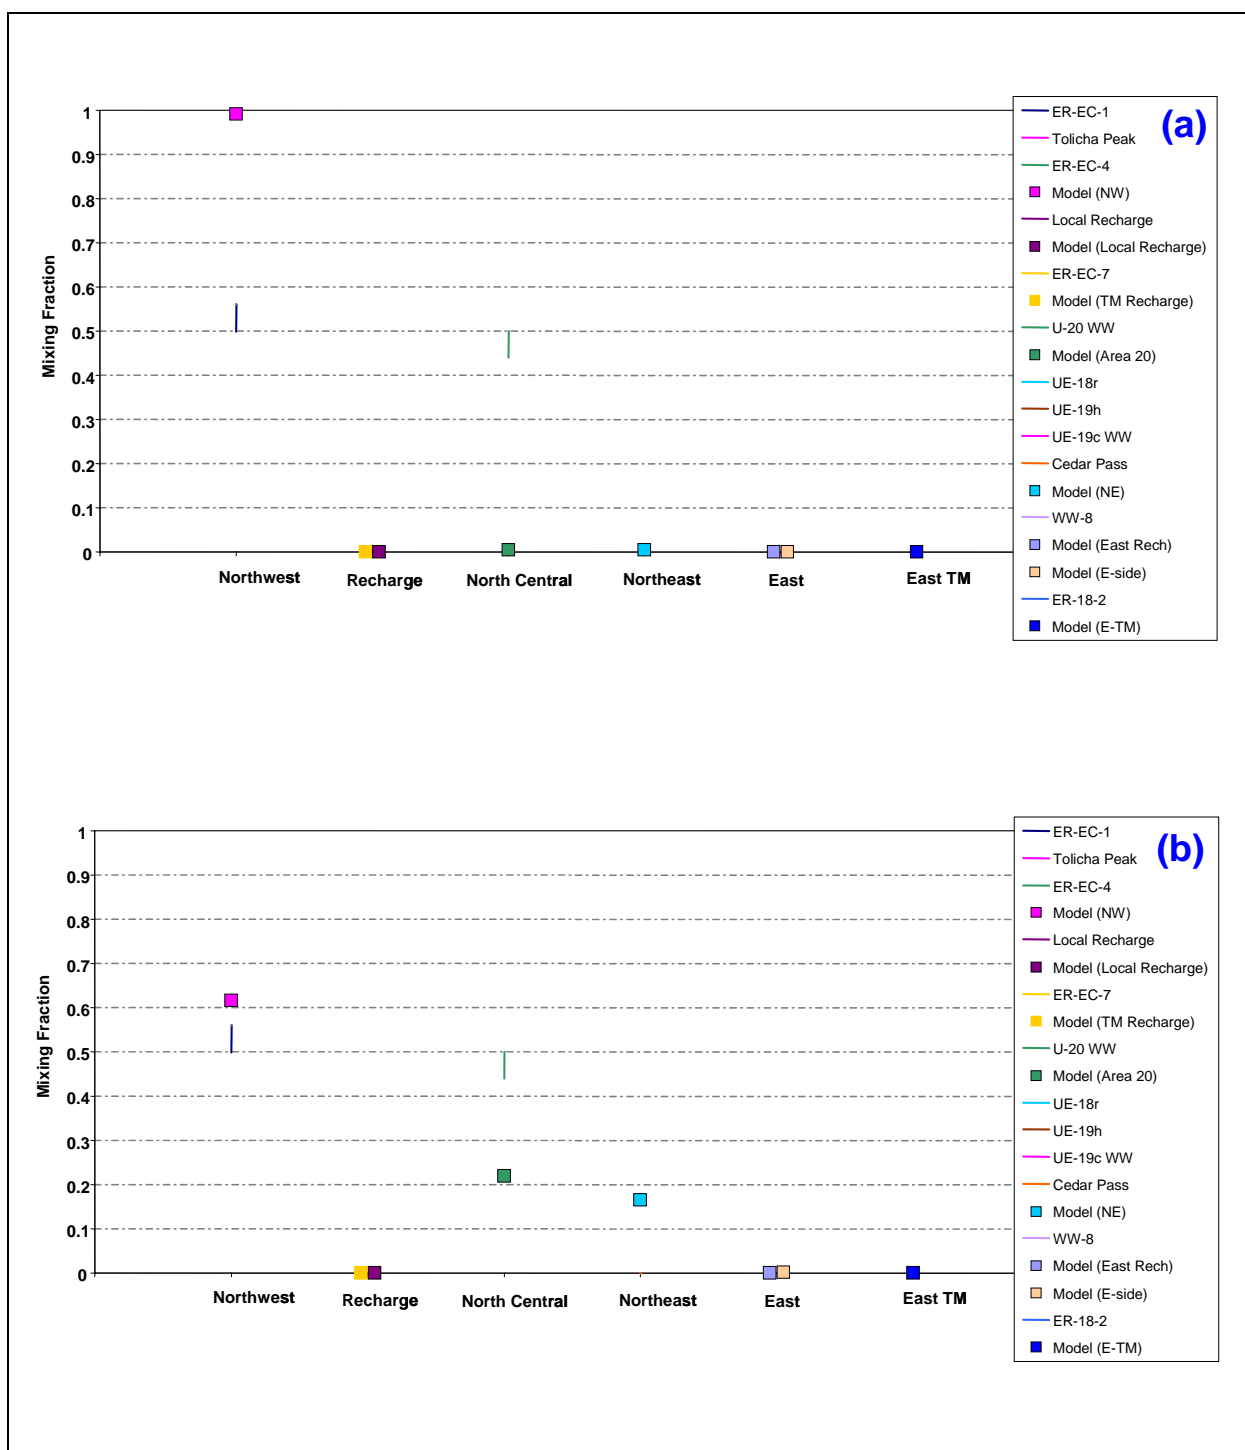 (a)
1
0.9
0.8
0.7
0.6
0.5
0.4
0.3
0.2
0.1
0
Mixing Fraction
Northwest
Recharge
North Central
Northeast
East
East TM
ER-EC-1
Tolicha Peak
ER-EC-4
Model (NW)
Local Recharge
Model (Local Recharge)
ER-EC-7
Model (TM Recharge)
U-20 WW
Model (Area 20)
UE-18r
UE-19h
UE-19c WW
Cedar Pass
Model (NE)
WW-8
Model (East Rech)
Model (E-side)
ER-18-2
Model (E-TM)
(b)
1
0.9
0.8
0.7
0.6
0.5
0.4
0.3
0.2
0.1
0
Mixing Fraction
Northwest
Recharge
North Central
Northeast
East
East TM
ER-EC-1
Tolicha Peak
ER-EC-4
Model (NW)
Local Recharge
Model (Local Recharge)
ER-EC-7
Model (TM Recharge)
U-20 WW
Model (Area 20)
UE-18r
UE-19h
UE-19c WW
Cedar Pass
Model (NE)
WW-8
Model (East Rech)
Model (E-side)
ER-18-2
Model (E-TM)